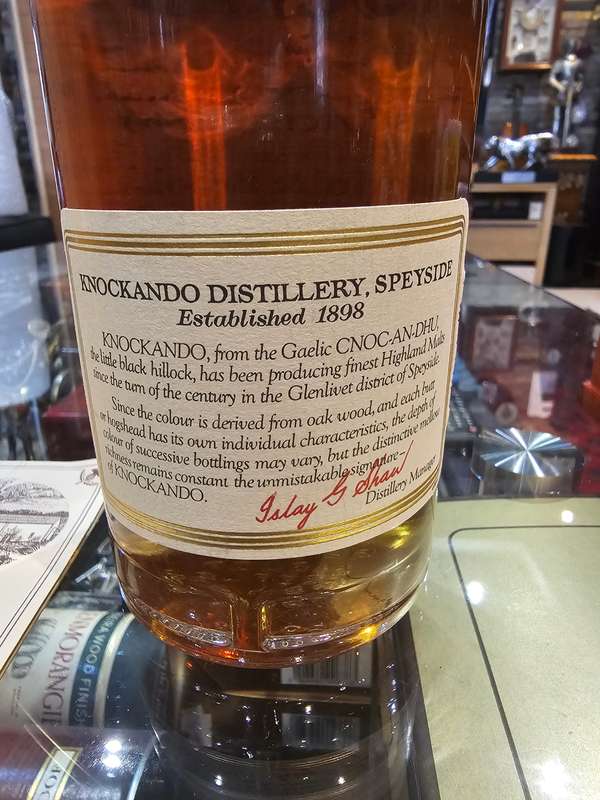 KNOCKANDO DISTILLERY, SPEYSIDE
Established 1898
KNOCKANDO, from the Gaelic CNOC-AN-DHU,
the little black hillock, has been producing finest Highland Malts
since the turn of the century in the Glenlivet district of Speyside.
Since the colour is derived from oak wood, and each butt
or hogshead has its own individual characteristics, the depth of
colour of successive bottlings may vary, but the distinctive mellow
richness remains constant the unmistakable signature –
of KNOCKANDO.
Islay G Shaw
Distillery Manager
WOOD FINISH